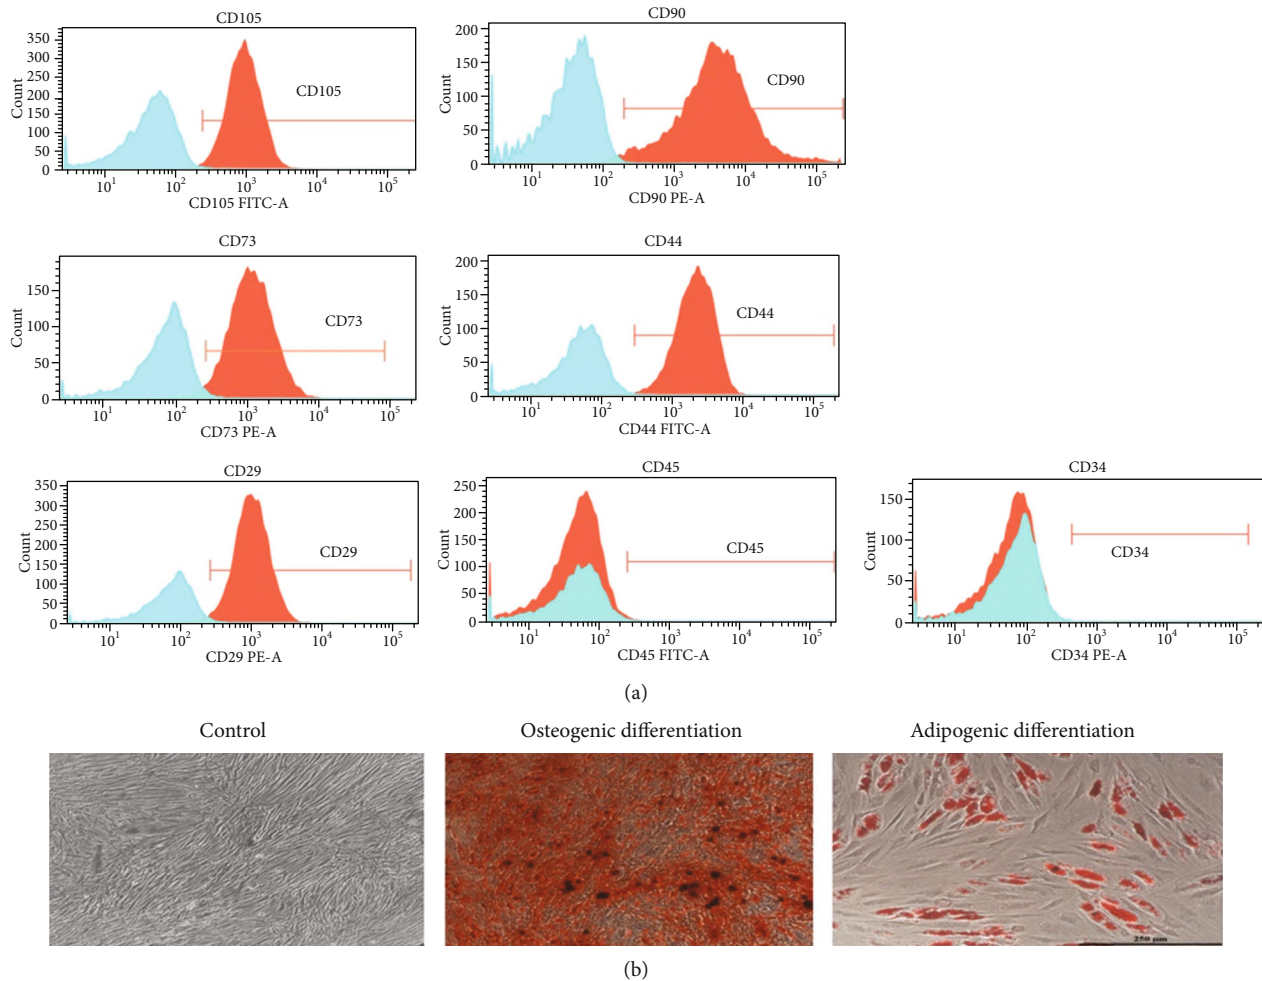 CD105
350
300
250
200
150
100
50
0
Count
CD105
10¹ 10² 10³ 10⁴ 10⁵
CD105 FITC-A
CD90
200
150
100
50
0
Count
CD90
10¹ 10² 10³ 10⁴ 10⁵
CD90 PE-A
CD73
150
100
50
0
Count
CD73
10¹ 10² 10³ 10⁴ 10⁵
CD73 PE-A
CD44
200
150
100
50
0
Count
CD44
10¹ 10² 10³ 10⁴ 10⁵
CD44 FITC-A
CD29
350
300
250
200
150
100
50
0
Count
CD29
10¹ 10² 10³ 10⁴ 10⁵
CD29 PE-A
CD45
250
200
150
100
50
0
Count
CD45
10¹ 10² 10³ 10⁴ 10⁵
CD45 FITC-A
CD34
150
100
50
0
Count
CD34
10¹ 10² 10³ 10⁴ 10⁵
CD34 PE-A
(a)
Control
Osteogenic differentiation
Adipogenic differentiation
250 µm
(b)